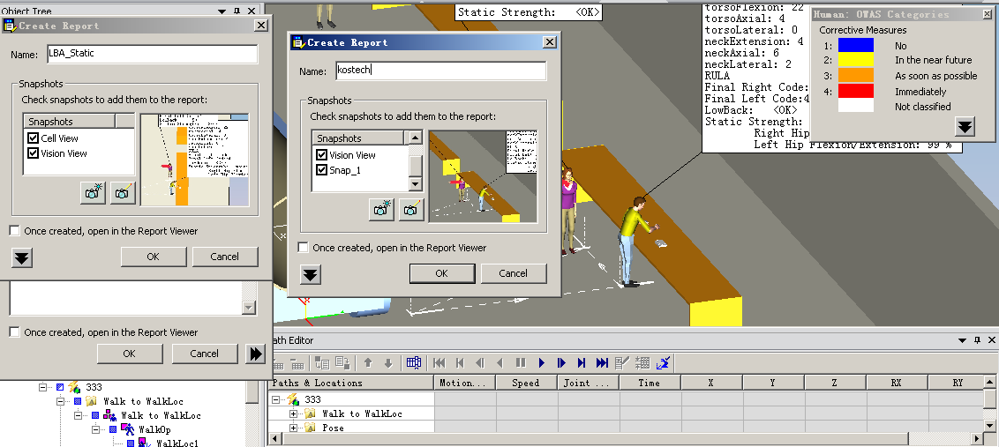 Object Tree
Create Report
Name: LBA_Static
Snapshots
Check snapshots to add them to the report:
Snapshots
Cell View
Vision View
Once created, open in the Report Viewer
OK Cancel
Once created, open in the Report Viewer
OK Cancel
333
Walk to WalkLoc
Walk to WalkLoc
WalkOp
WalkLoc1
Create Report
Name: kostech
Snapshots
Check snapshots to add them to the report:
Snapshots
Vision View
Snap_1
Once created, open in the Report Viewer
OK Cancel
Static Strength: <OK>
torsoFlexion: 22
torsoAxial: 4
torsoLateral: 0
neckExtension: 4
neckAxial: 6
neckLateral: 2
RULA
Final Right Code:
Final Left Code:4
LowBack: <OK>
Static Strength:
Right Hip
Left Hip Flexion/Extension: 99 %
Human: OWAS Categories
Corrective Measures
1: No
2: In the near future
3: As soon as possible
4: Immediately
Not classified
ath Editor
Paths & Locations Motion... Speed Joint ... Time X Y Z RX RY
333
Walk to WalkLoc
Pose